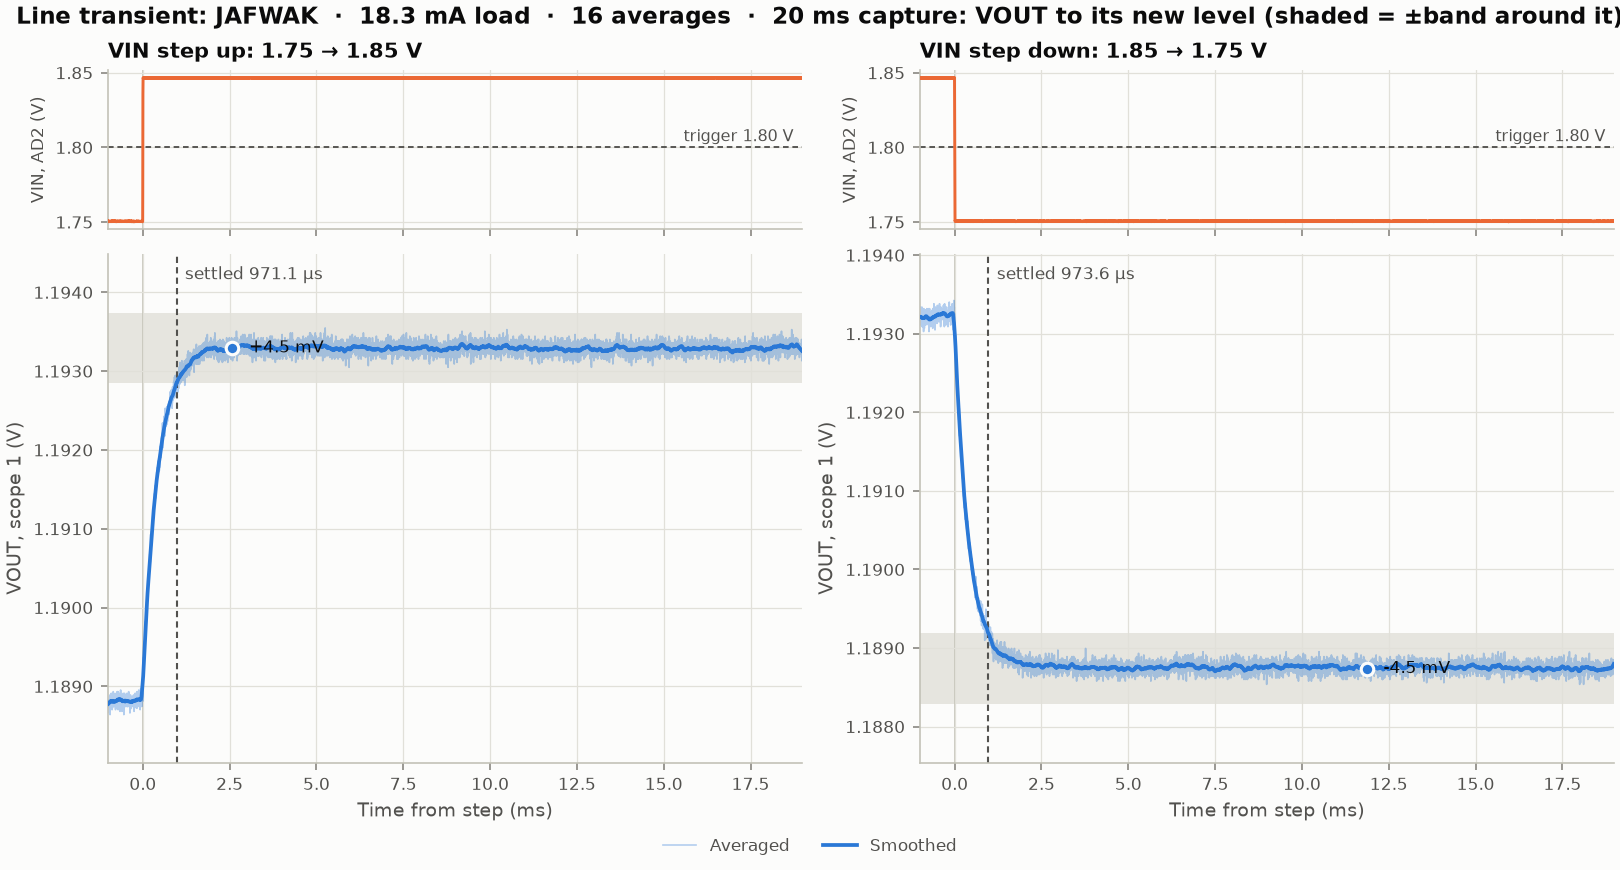 Line transient: JAFWAK · 18.3 mA load · 16 averages · 20 ms capture: VOUT to its new level (shaded = ±band around it)
VIN step up: 1.75 → 1.85 V
VIN, AD2 (V)
1.85
1.80
1.75
trigger 1.80 V
VIN step down: 1.85 → 1.75 V
VIN, AD2 (V)
1.85
1.80
1.75
trigger 1.80 V
VOUT, scope 1 (V)
1.1940
1.1930
1.1920
1.1910
1.1900
1.1890
settled 971.1 µs
+4.5 mV
0.0 2.5 5.0 7.5 10.0 12.5 15.0 17.5
Time from step (ms)
VOUT, scope 1 (V)
1.1940
1.1930
1.1920
1.1910
1.1900
1.1890
1.1880
settled 973.6 µs
-4.5 mV
0.0 2.5 5.0 7.5 10.0 12.5 15.0 17.5
Time from step (ms)
Averaged Smoothed